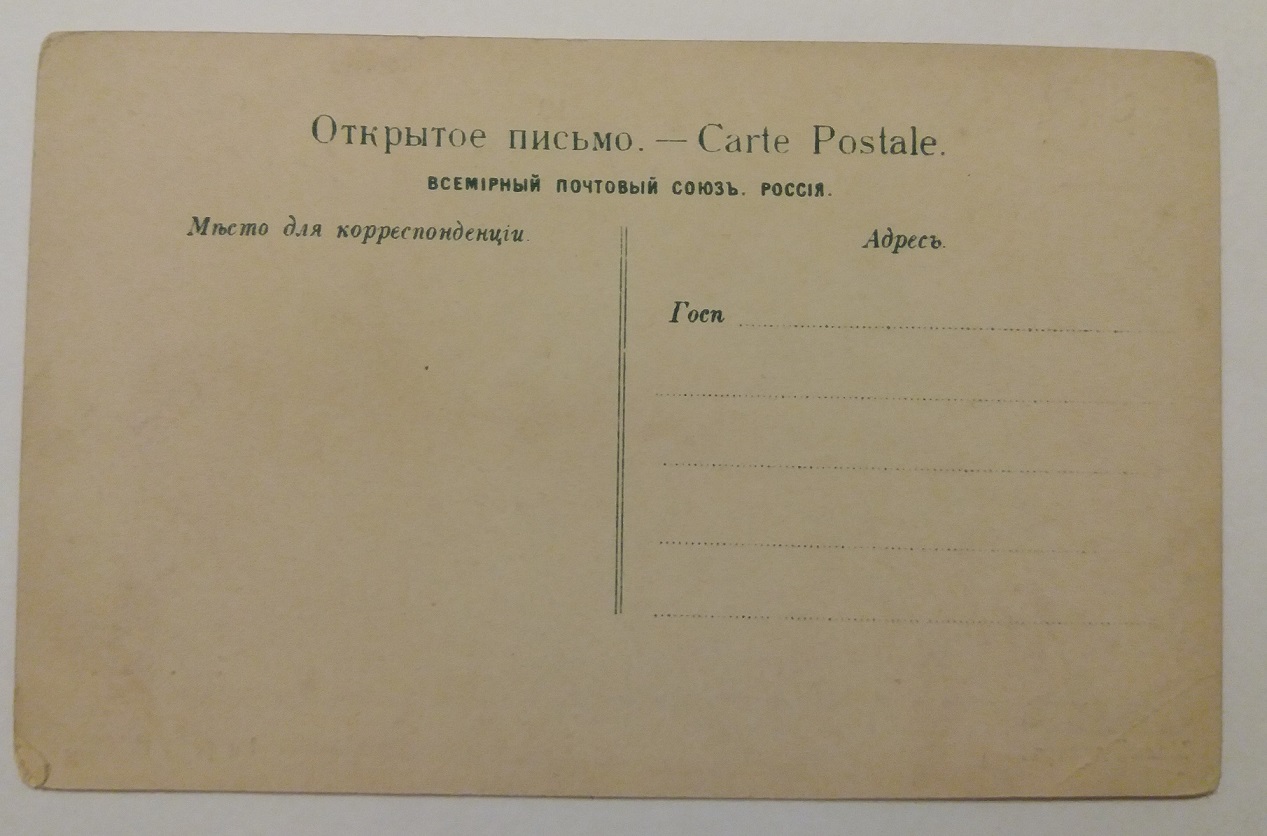 Открытое письмо. — Carte Postale.
ВСЕМІРНЫЙ ПОЧТОВЫЙ СОЮЗЪ. РОССІЯ.
Мѣсто для корреспонденціи.
Адресъ.
Госп